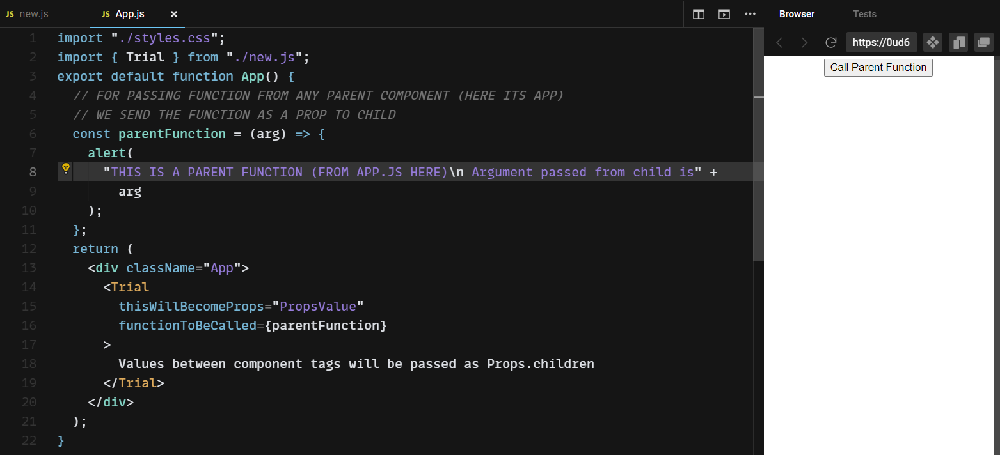 JS new.js
JS App.js ×
Browser
Tests
https://0ud6
Call Parent Function
1 import "./styles.css";
2 import { Trial } from "./new.js";
3 export default function App() {
4 // FOR PASSING FUNCTION FROM ANY PARENT COMPONENT (HERE ITS APP)
5 // WE SEND THE FUNCTION AS A PROP TO CHILD
6 const parentFunction = (arg) => {
7 alert(
8 "THIS IS A PARENT FUNCTION (FROM APP.JS HERE)\n Argument passed from child is" +
9 arg
10 );
11 };
12 return (
13 <div className="App">
14 <Trial
15 thisWillBecomeProps="PropsValue"
16 functionToBeCalled={parentFunction}
17 >
18 Values between component tags will be passed as Props.children
19 </Trial>
20 </div>
21 );
22 }